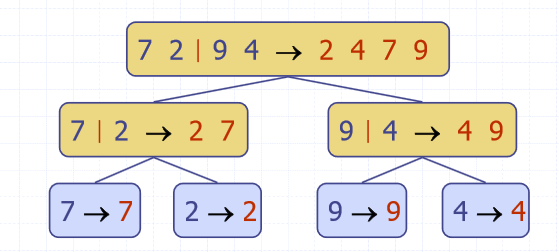 7 2 | 9 4 → 2 4 7 9
7 | 2 → 2 7
9 | 4 → 4 9
7 → 7
2 → 2
9 → 9
4 → 4